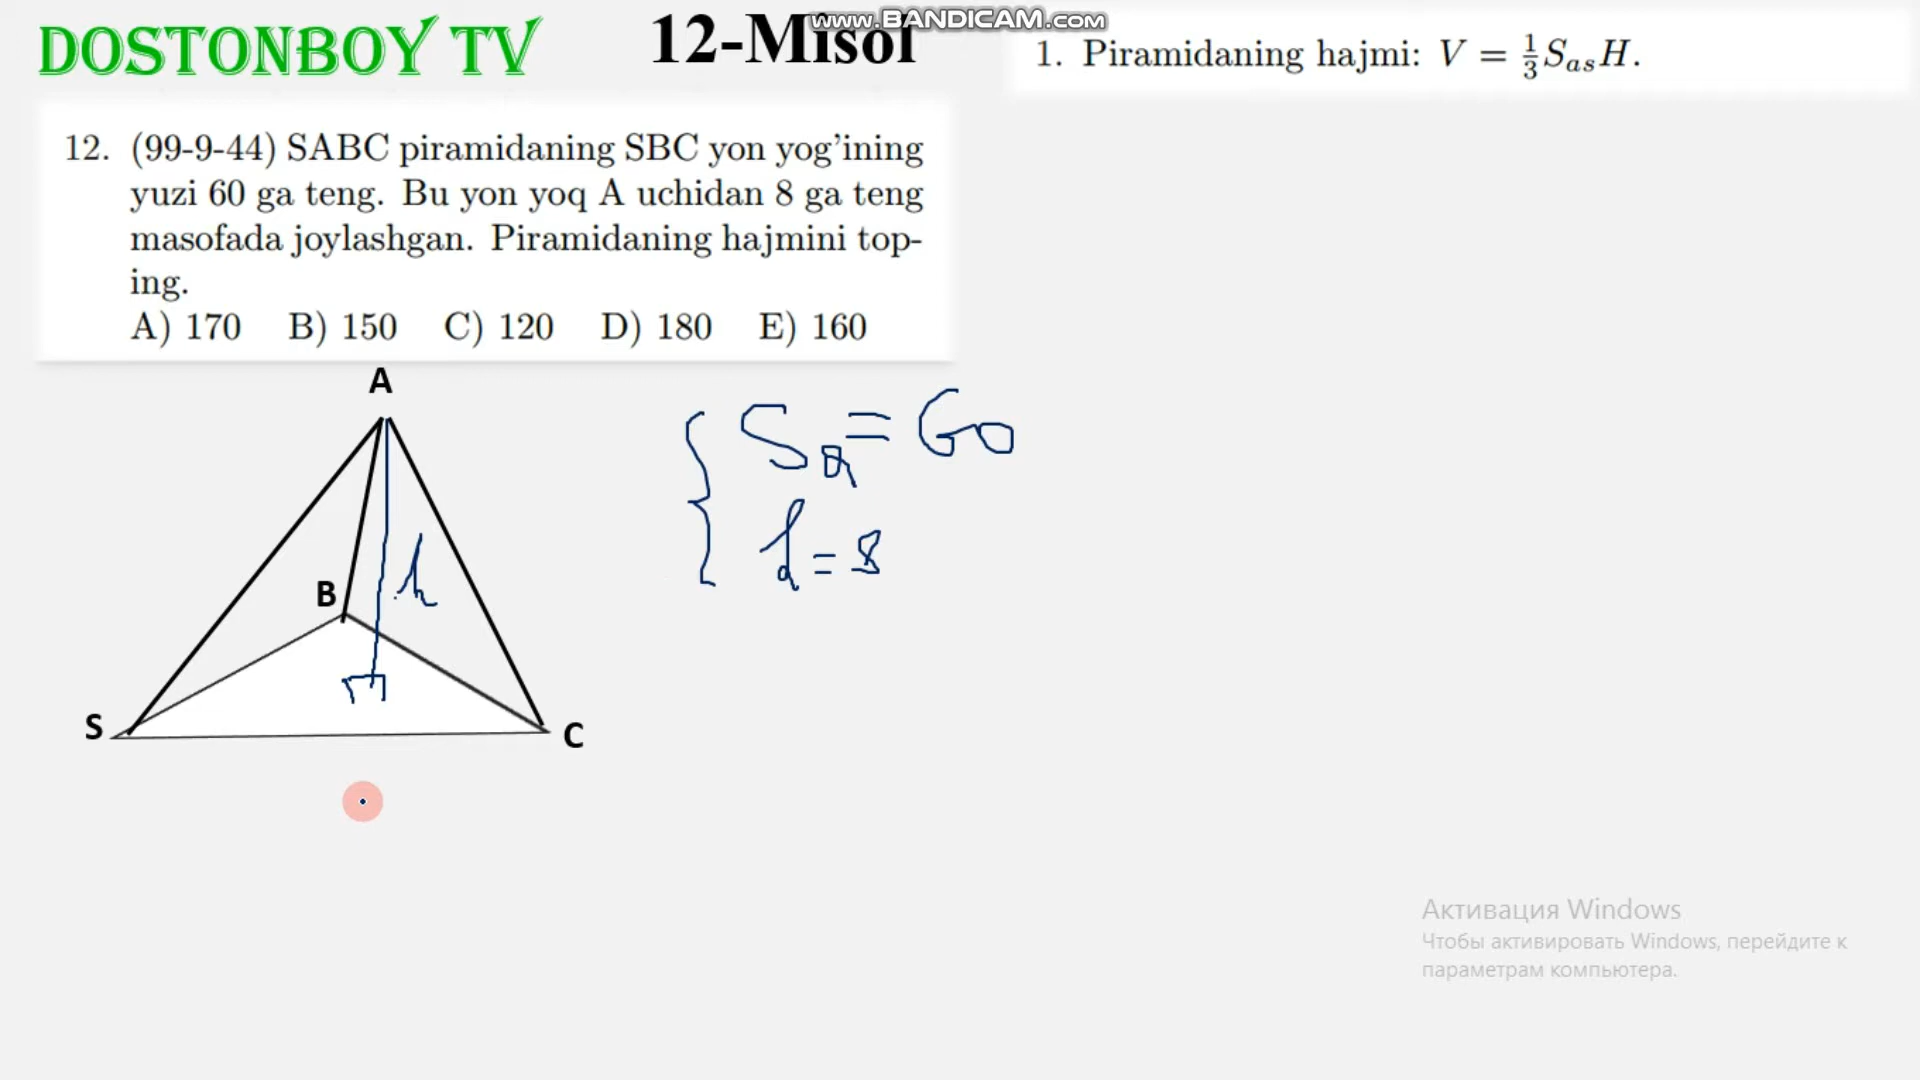 www.BANDICAM.com
DOSTONBOY TV
12-Misol
1. Piramidaning hajmi: V = 1/3 S_as H.
12. (99-9-44) SABC piramidaning SBC yon yog'ining
yuzi 60 ga teng. Bu yon yoq A uchidan 8 ga teng
masofada joylashgan. Piramidaning hajmini top-
ing.
A) 170 B) 150 C) 120 D) 180 E) 160
A
B
S
C
h
= 60
= 8
Активация Windows
Чтобы активировать Windows, перейдите к
параметрам компьютера.